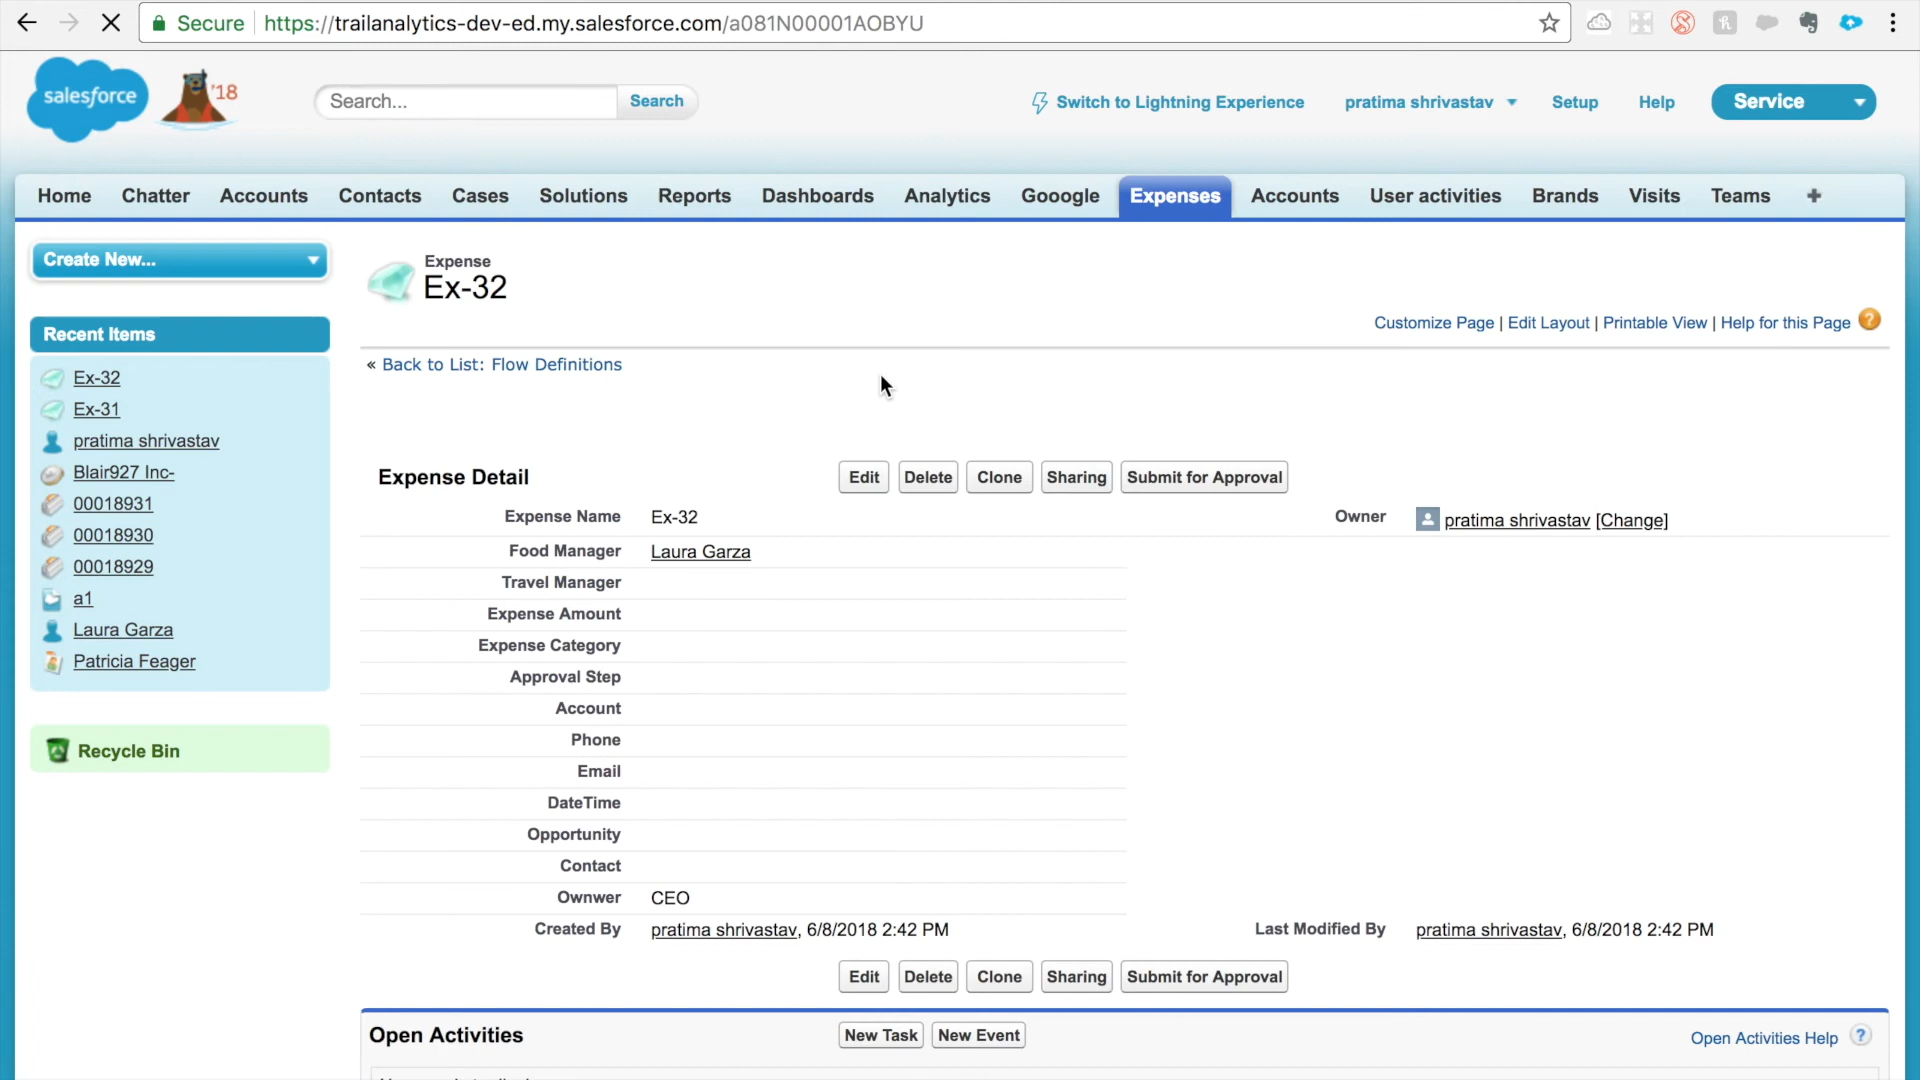 Secure https://trailanalytics-dev-ed.my.salesforce.com/a081N00001AOBYU
salesforce '18 Search... Search Switch to Lightning Experience pratima shrivastav Setup Help Service
Home Chatter Accounts Contacts Cases Solutions Reports Dashboards Analytics Gooogle Expenses Accounts User activities Brands Visits Teams +
Create New...
Expense
Ex-32
Customize Page | Edit Layout | Printable View | Help for this Page ?
Recent Items
« Back to List: Flow Definitions
Ex-32
Ex-31
pratima shrivastav
Blair927 Inc-
00018931
00018930
00018929
a1
Laura Garza
Patricia Feager
Recycle Bin
Expense Detail Edit Delete Clone Sharing Submit for Approval
Expense Name Ex-32 Owner pratima shrivastav [Change]
Food Manager Laura Garza
Travel Manager
Expense Amount
Expense Category
Approval Step
Account
Phone
Email
DateTime
Opportunity
Contact
Ownwer CEO
Created By pratima shrivastav, 6/8/2018 2:42 PM Last Modified By pratima shrivastav, 6/8/2018 2:42 PM
Edit Delete Clone Sharing Submit for Approval
Open Activities New Task New Event Open Activities Help ?